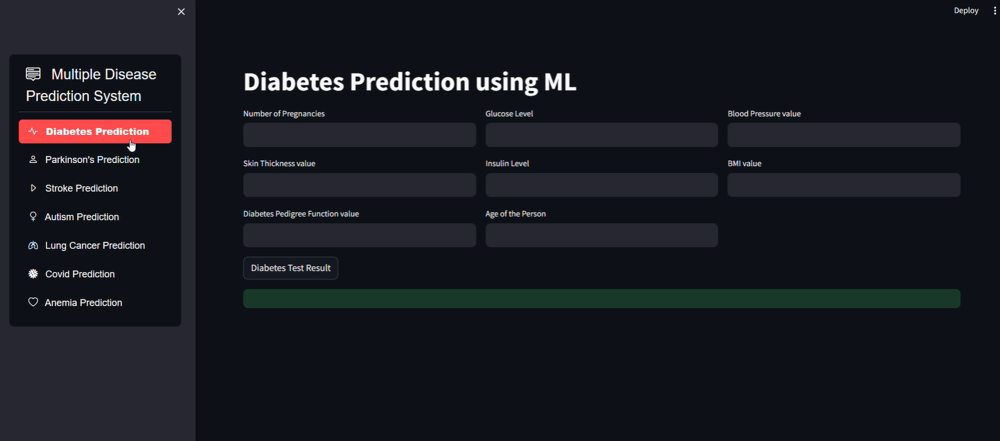 Deploy
Multiple Disease
Prediction System
Diabetes Prediction
Parkinson's Prediction
Stroke Prediction
Autism Prediction
Lung Cancer Prediction
Covid Prediction
Anemia Prediction
Diabetes Prediction using ML
Number of Pregnancies
Glucose Level
Blood Pressure value
Skin Thickness value
Insulin Level
BMI value
Diabetes Pedigree Function value
Age of the Person
Diabetes Test Result